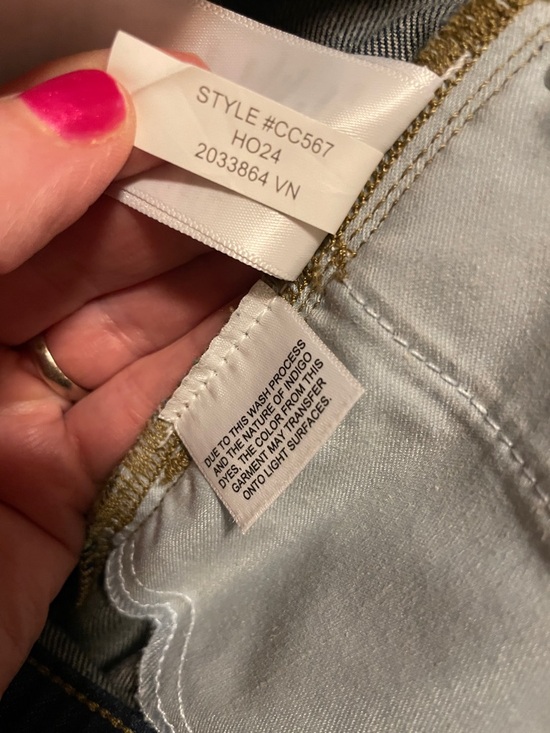 STYLE #CC567
HO24
2033864 VN
DUE TO THIS WASH PROCESS
AND THE NATURE OF INDIGO
DYES, THE COLOR FROM THIS
GARMENT MAY TRANSFER
ONTO LIGHT SURFACES.